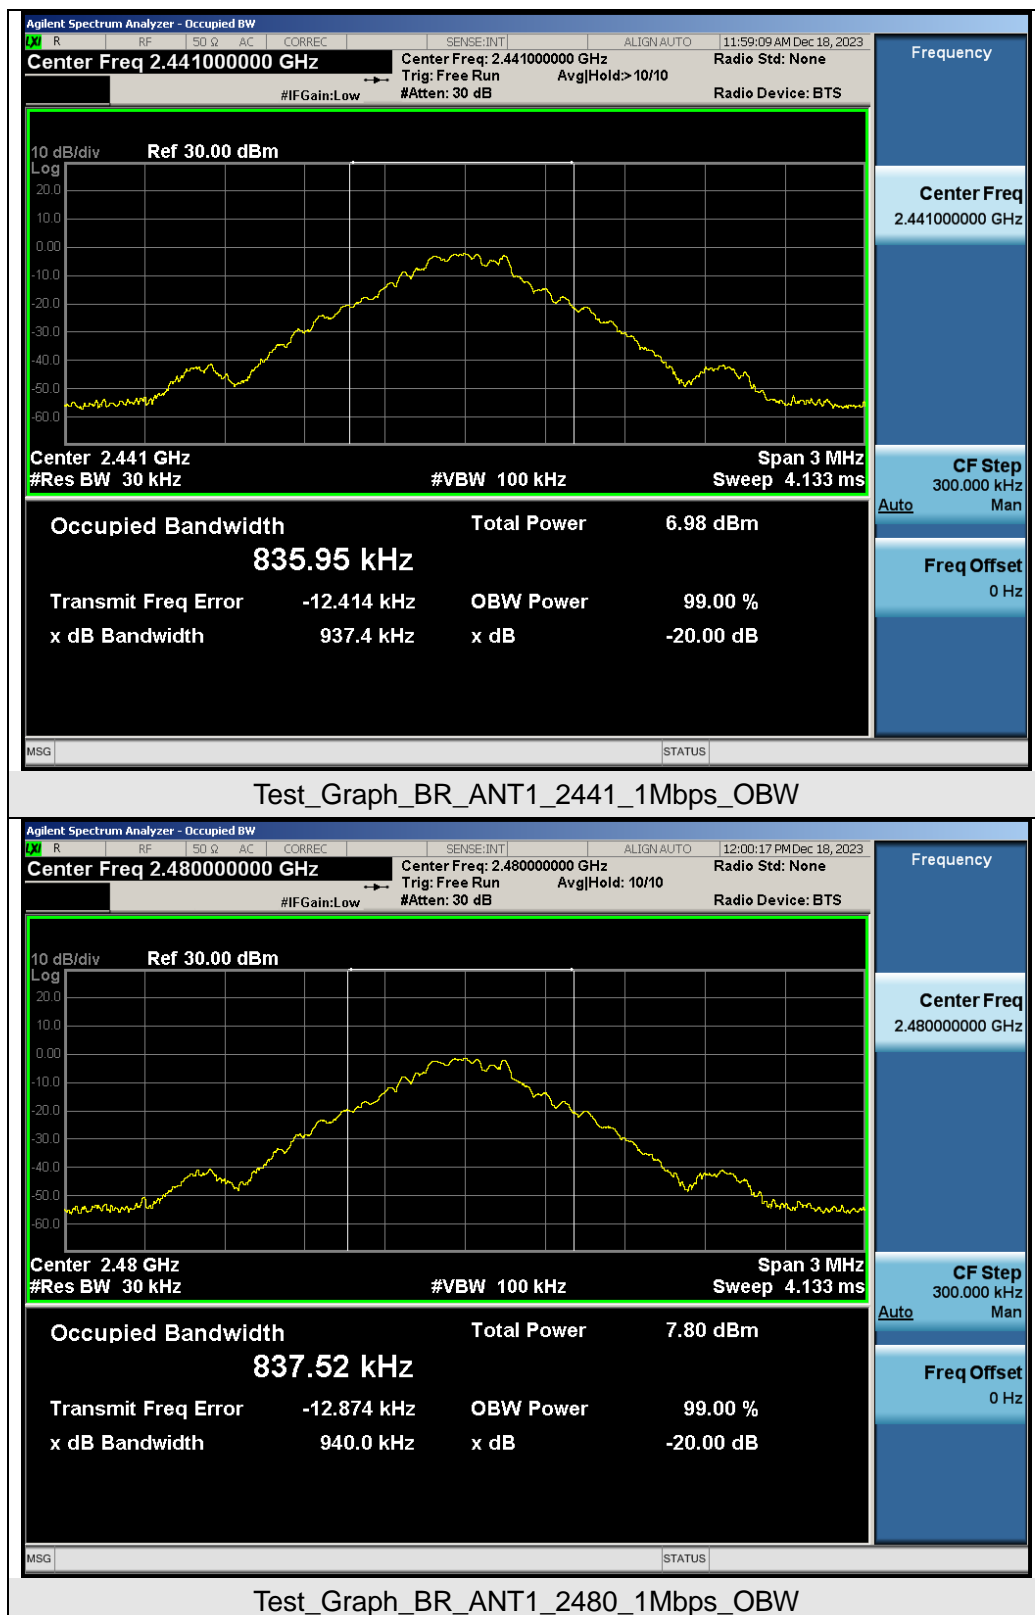 Agilent Spectrum Analyzer - Occupied BW
LXI R RF 50 Ω AC CORREC SENSE:INT ALIGN AUTO 11:59:09 AM Dec 18, 2023
Center Freq 2.441000000 GHz
Center Freq: 2.441000000 GHz
Radio Std: None
Trig: Free Run Avg|Hold:> 10/10
#IFGain:Low
#Atten: 30 dB
Radio Device: BTS
10 dB/div Ref 30.00 dBm
Log
20.0
10.0
0.00
-10.0
-20.0
-30.0
-40.0
-50.0
-60.0
Center 2.441 GHz Span 3 MHz
#Res BW 30 kHz #VBW 100 kHz Sweep 4.133 ms
Occupied Bandwidth Total Power 6.98 dBm
835.95 kHz
Transmit Freq Error -12.414 kHz OBW Power 99.00 %
x dB Bandwidth 937.4 kHz x dB -20.00 dB
MSG STATUS
Frequency
Center Freq
2.441000000 GHz
CF Step
300.000 kHz
Auto Man
Freq Offset
0 Hz
Test_Graph_BR_ANT1_2441_1Mbps_OBW
Agilent Spectrum Analyzer - Occupied BW
LXI R RF 50 Ω AC CORREC SENSE:INT ALIGN AUTO 12:00:17 PM Dec 18, 2023
Center Freq 2.480000000 GHz
Center Freq: 2.480000000 GHz
Radio Std: None
Trig: Free Run Avg|Hold: 10/10
#IFGain:Low
#Atten: 30 dB
Radio Device: BTS
10 dB/div Ref 30.00 dBm
Log
20.0
10.0
0.00
-10.0
-20.0
-30.0
-40.0
-50.0
-60.0
Center 2.48 GHz Span 3 MHz
#Res BW 30 kHz #VBW 100 kHz Sweep 4.133 ms
Occupied Bandwidth Total Power 7.80 dBm
837.52 kHz
Transmit Freq Error -12.874 kHz OBW Power 99.00 %
x dB Bandwidth 940.0 kHz x dB -20.00 dB
MSG STATUS
Frequency
Center Freq
2.480000000 GHz
CF Step
300.000 kHz
Auto Man
Freq Offset
0 Hz
Test_Graph_BR_ANT1_2480_1Mbps_OBW